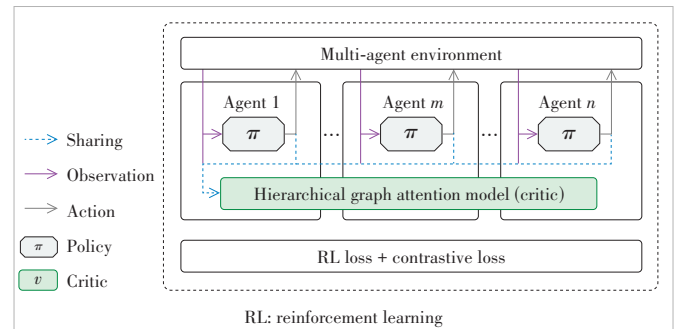 Multi-agent environment
Agent 1
Agent m
Agent n
π
...
π
...
π
Sharing
Observation
Action
π Policy
v Critic
Hierarchical graph attention model (critic)
RL loss + contrastive loss
RL: reinforcement learning